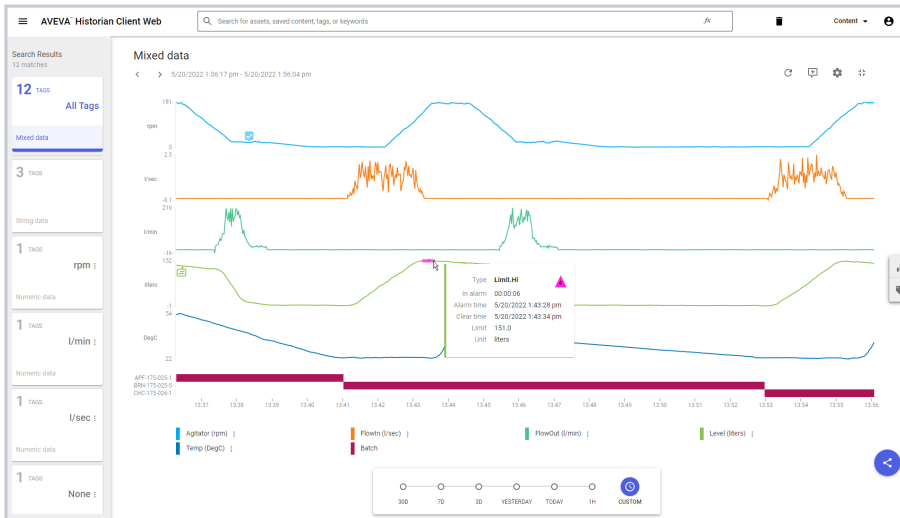 AVEVA™ Historian Client Web
Search for assets, saved content, tags, or keywords
fx
Content
Search Results
12 matches
12 TAGS
All Tags
Mixed data
3 TAGS
String data
1 TAGS
rpm
Numeric data
1 TAGS
l/min
Numeric data
1 TAGS
l/sec
Numeric data
1 TAGS
None
Mixed data
5/20/2022 1:36:17 pm - 5/20/2022 1:56:04 pm
181
rpm
0
2.5
l/sec
-0.1
216
l/min
-16
152
liters
-1
54
DegC
22
Type Limit.Hi
In alarm 00:00:06
Alarm time 5/20/2022 1:43:28 pm
Clear time 5/20/2022 1:43:34 pm
Limit 151.0
Unit liters
APF-175-025-1
BRN-175-025-5
CHC-175-026-1
13:37 13:38 13:39 13:40 13:41 13:42 13:43 13:44 13:45 13:46 13:47 13:48 13:49 13:50 13:51 13:52 13:53 13:54 13:55 13:56
Agitator (rpm) FlowIn (l/sec) FlowOut (l/min) Level (liters)
Temp (DegC) Batch
30D 7D 3D YESTERDAY TODAY 1H CUSTOM